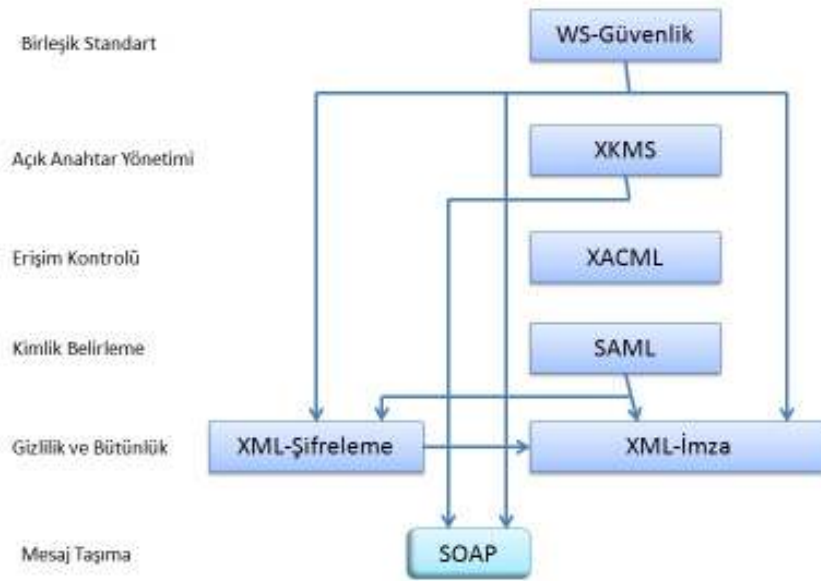 Birleşik Standart
WS-Güvenlik
Açık Anahtar Yönetimi
XKMS
Erişim Kontrolü
XACML
Kimlik Belirleme
SAML
Gizlilik ve Bütünlük
XML-Şifreleme
XML-İmza
Mesaj Taşıma
SOAP